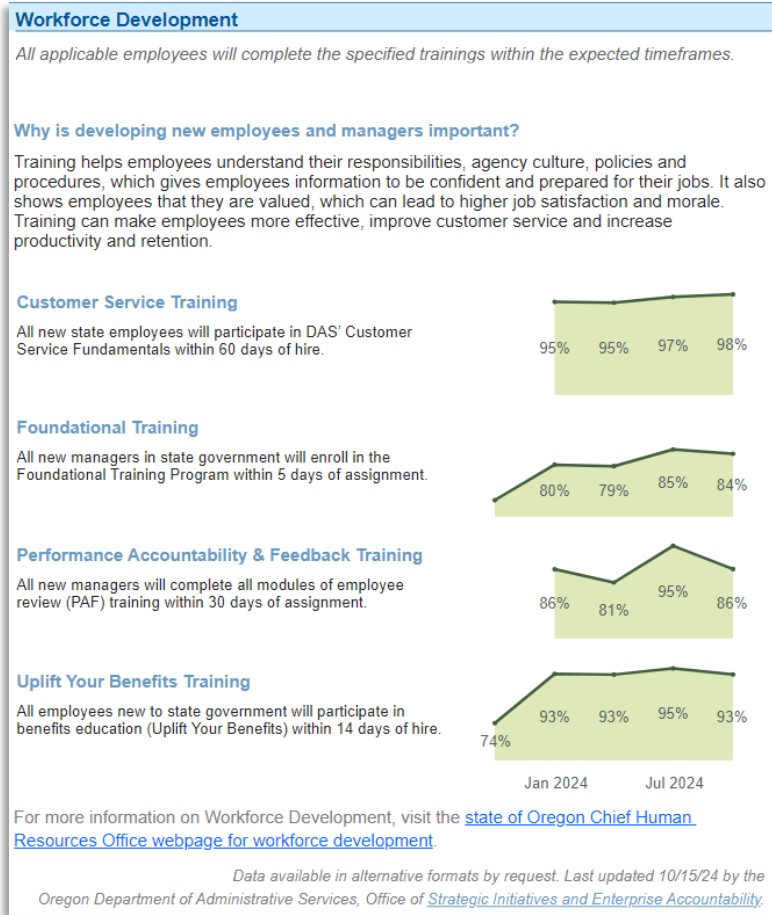 Workforce Development
All applicable employees will complete the specified trainings within the expected timeframes.
Why is developing new employees and managers important?
Training helps employees understand their responsibilities, agency culture, policies and
procedures, which gives employees information to be confident and prepared for their jobs. It also
shows employees that they are valued, which can lead to higher job satisfaction and morale.
Training can make employees more effective, improve customer service and increase
productivity and retention.
Customer Service Training
All new state employees will participate in DAS' Customer
Service Fundamentals within 60 days of hire.
95% 95% 97% 98%
Foundational Training
All new managers in state government will enroll in the
Foundational Training Program within 5 days of assignment.
80% 79% 85% 84%
Performance Accountability & Feedback Training
All new managers will complete all modules of employee
review (PAF) training within 30 days of assignment.
86% 81% 95% 86%
Uplift Your Benefits Training
All employees new to state government will participate in
benefits education (Uplift Your Benefits) within 14 days of hire.
74% 93% 93% 95% 93%
Jan 2024 Jul 2024
For more information on Workforce Development, visit the state of Oregon Chief Human
Resources Office webpage for workforce development.
Data available in alternative formats by request. Last updated 10/15/24 by the
Oregon Department of Administrative Services, Office of Strategic Initiatives and Enterprise Accountability.